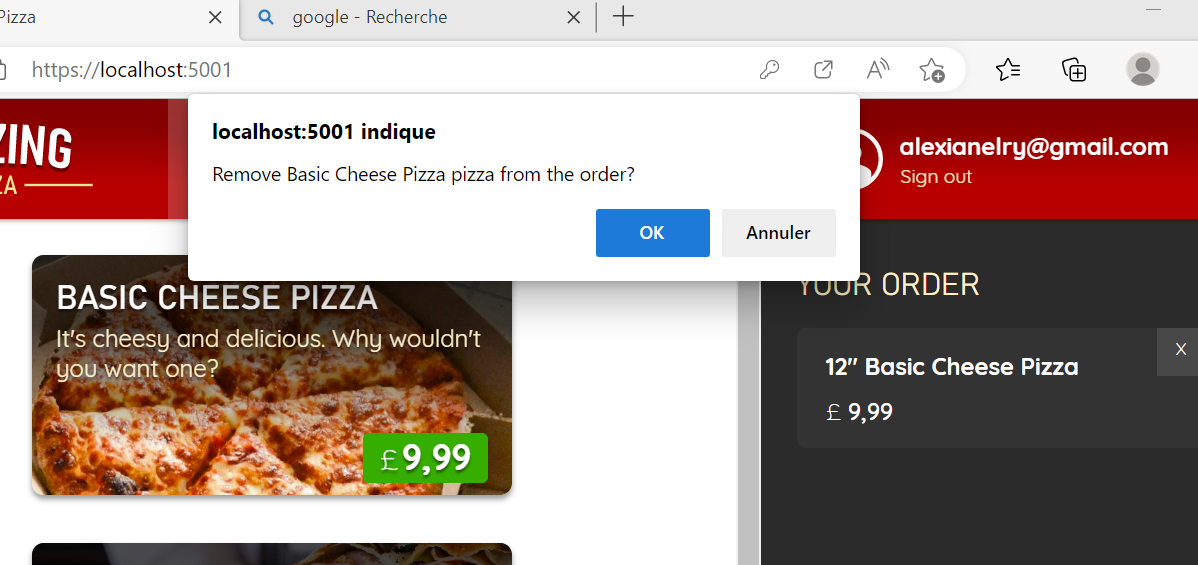 Pizza
google - Recherche
https://localhost:5001
localhost:5001 indique
Remove Basic Cheese Pizza pizza from the order?
OK
Annuler
ZING
ZA
alexianelry@gmail.com
Sign out
BASIC CHEESE PIZZA
It's cheesy and delicious. Why wouldn't
you want one?
£ 9,99
YOUR ORDER
12" Basic Cheese Pizza
X
£ 9,99